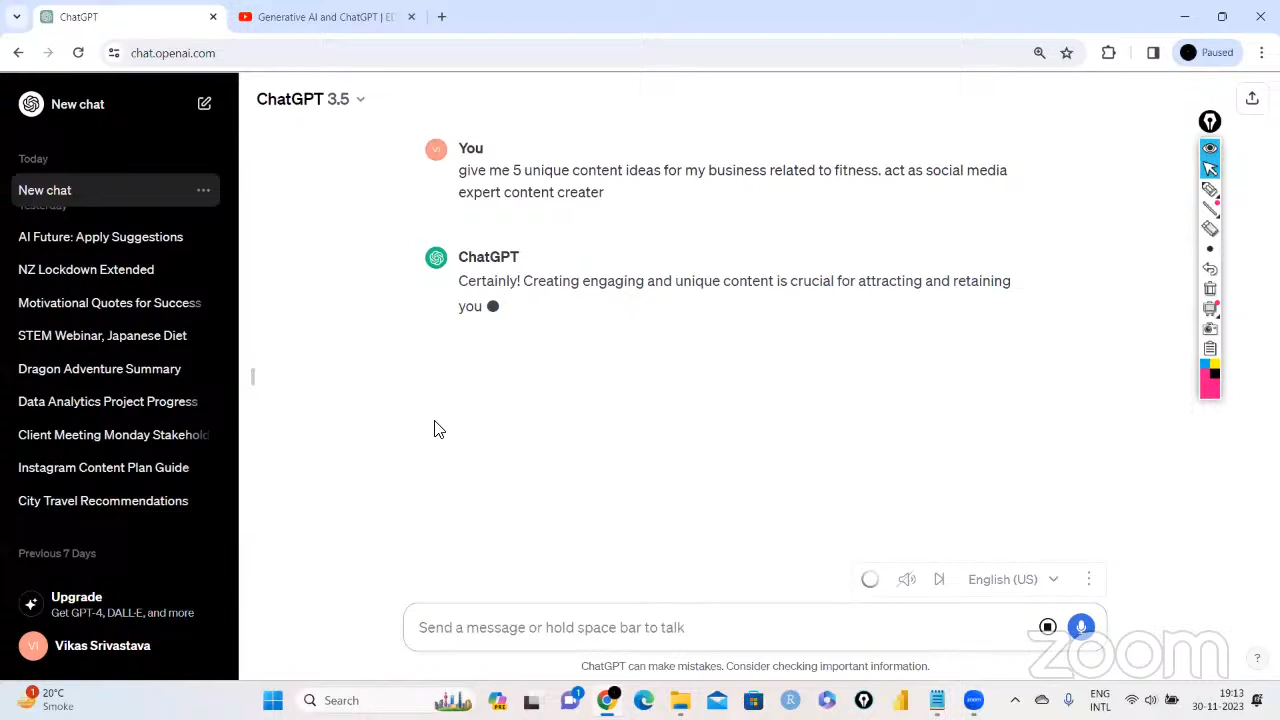 ChatGPT
Generative AI and ChatGPT | E
chat.openai.com
Paused
New chat
ChatGPT 3.5
Today
New chat
Yesterday
AI Future: Apply Suggestions
NZ Lockdown Extended
Motivational Quotes for Success
STEM Webinar, Japanese Diet
Dragon Adventure Summary
Data Analytics Project Progress
Client Meeting Monday Stakehold
Instagram Content Plan Guide
City Travel Recommendations
Previous 7 Days
Upgrade
Get GPT-4, DALL·E, and more
VI
Vikas Srivastava
VI
You
give me 5 unique content ideas for my business related to fitness. act as social media
expert content creater
ChatGPT
Certainly! Creating engaging and unique content is crucial for attracting and retaining
you
English (US)
Send a message or hold space bar to talk
ChatGPT can make mistakes. Consider checking important information.
zoom
?
1
20°C
Smoke
Search
1
R
ENG
INTL
19:13
30-11-2023